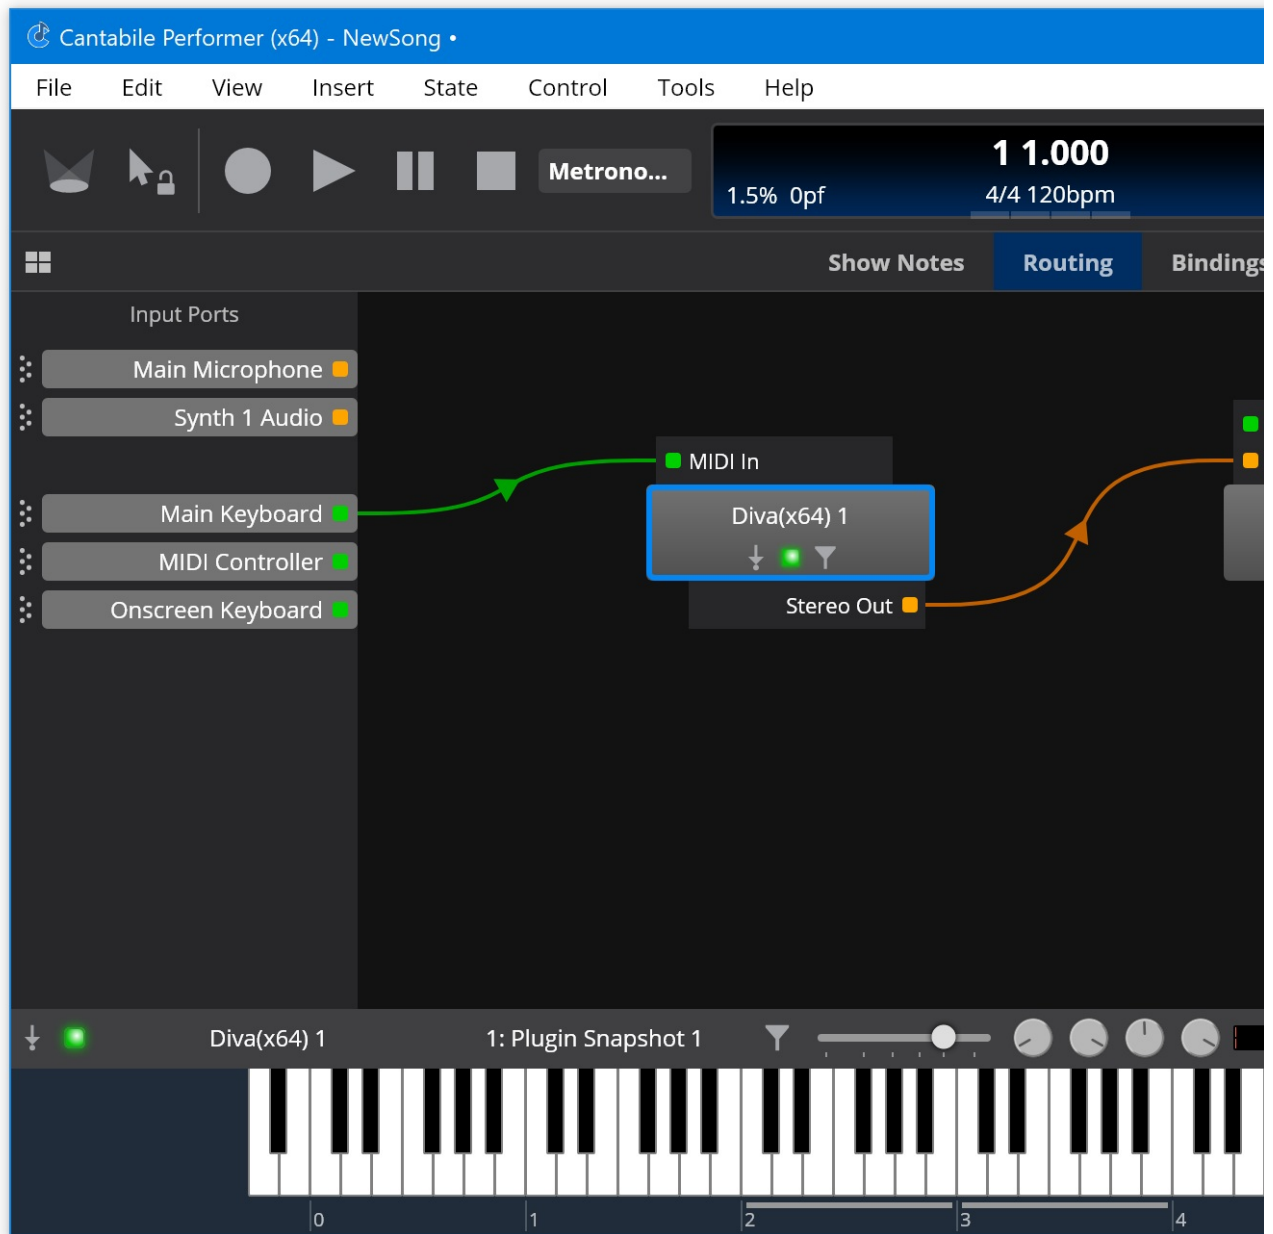 Cantabile Performer (x64) - NewSong •
File Edit View Insert State Control Tools Help
Metrono...
1 1.000
1.5% 0pf
4/4 120bpm
Show Notes Routing Bindings
Input Ports
Main Microphone
Synth 1 Audio
Main Keyboard
MIDI Controller
Onscreen Keyboard
MIDI In
Diva(x64) 1
Stereo Out
Diva(x64) 1 1: Plugin Snapshot 1
0 1 2 3 4